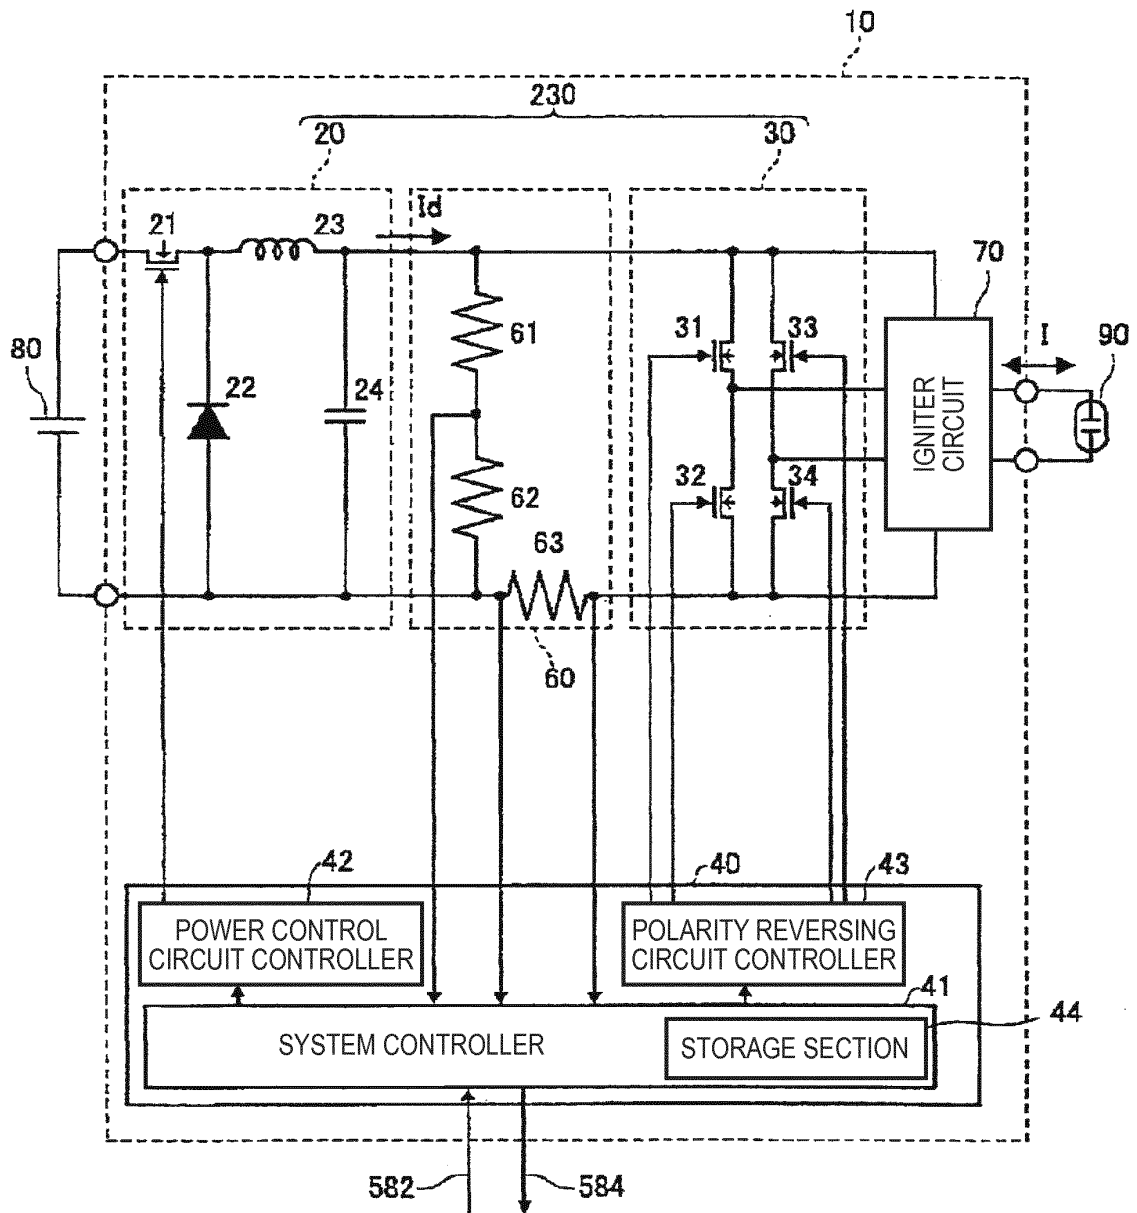 10
230
20
30
21
23
Id
70
31
33
61
I
90
80
22
24
IGNITER
CIRCUIT
32
34
62
63
60
42
40
43
POWER CONTROL
CIRCUIT CONTROLLER
POLARITY REVERSING
CIRCUIT CONTROLLER
41
44
SYSTEM CONTROLLER
STORAGE SECTION
582
584